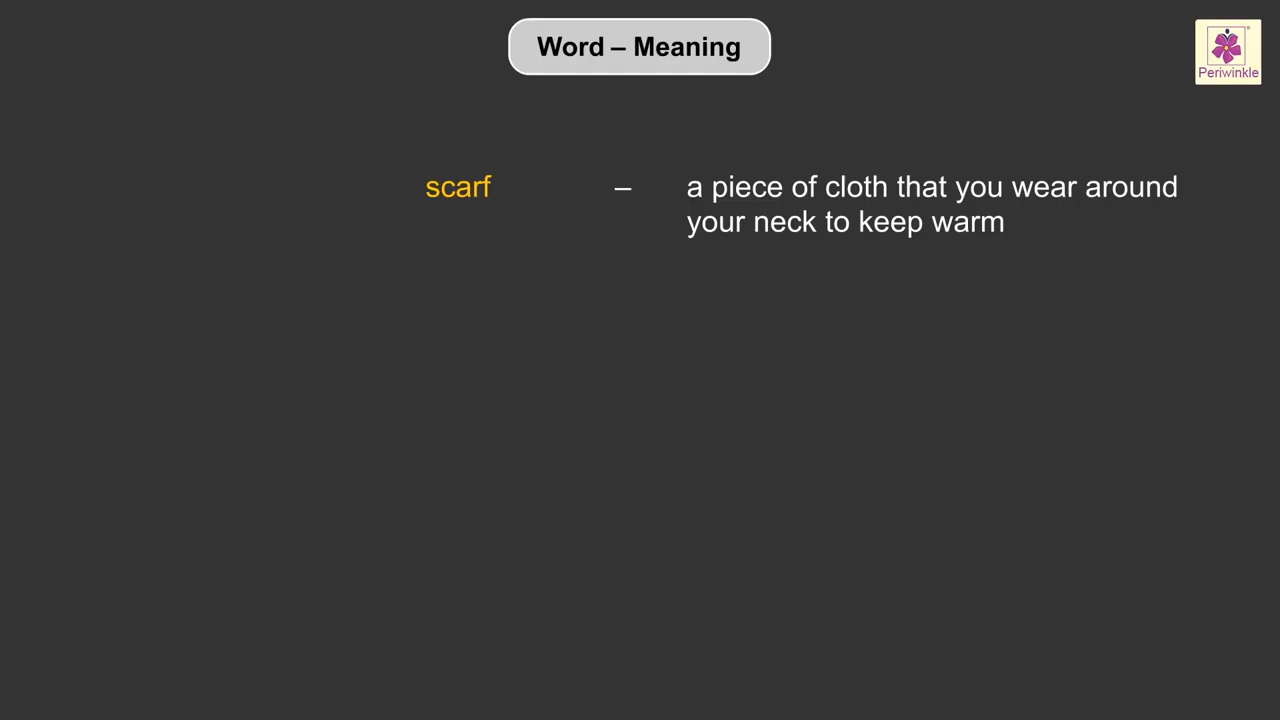 Word – Meaning
Periwinkle
scarf – a piece of cloth that you wear around
your neck to keep warm